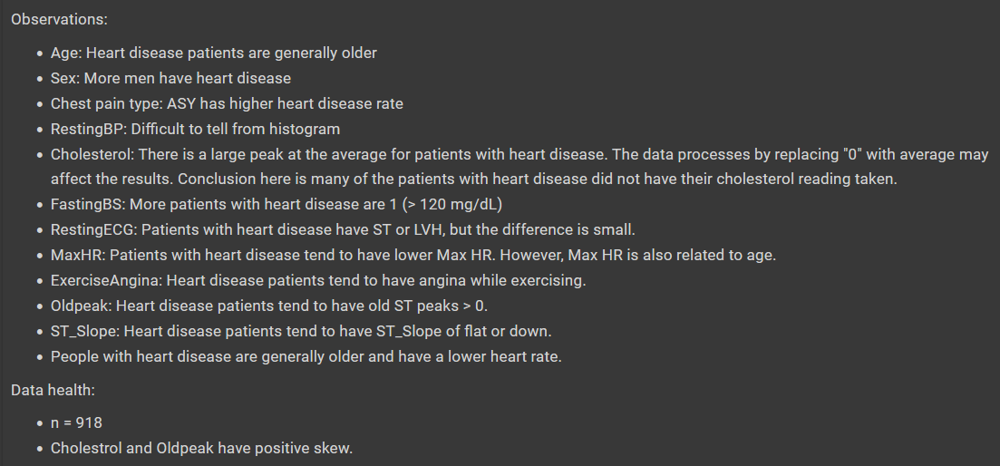 Observations:
• Age: Heart disease patients are generally older
• Sex: More men have heart disease
• Chest pain type: ASY has higher heart disease rate
• RestingBP: Difficult to tell from histogram
• Cholesterol: There is a large peak at the average for patients with heart disease. The data processes by replacing "0" with average may
affect the results. Conclusion here is many of the patients with heart disease did not have their cholesterol reading taken.
• FastingBS: More patients with heart disease are 1 (> 120 mg/dL)
• RestingECG: Patients with heart disease have ST or LVH, but the difference is small.
• MaxHR: Patients with heart disease tend to have lower Max HR. However, Max HR is also related to age.
• ExerciseAngina: Heart disease patients tend to have angina while exercising.
• Oldpeak: Heart disease patients tend to have old ST peaks > 0.
• ST_Slope: Heart disease patients tend to have ST_Slope of flat or down.
• People with heart disease are generally older and have a lower heart rate.
Data health:
• n = 918
• Cholestrol and Oldpeak have positive skew.